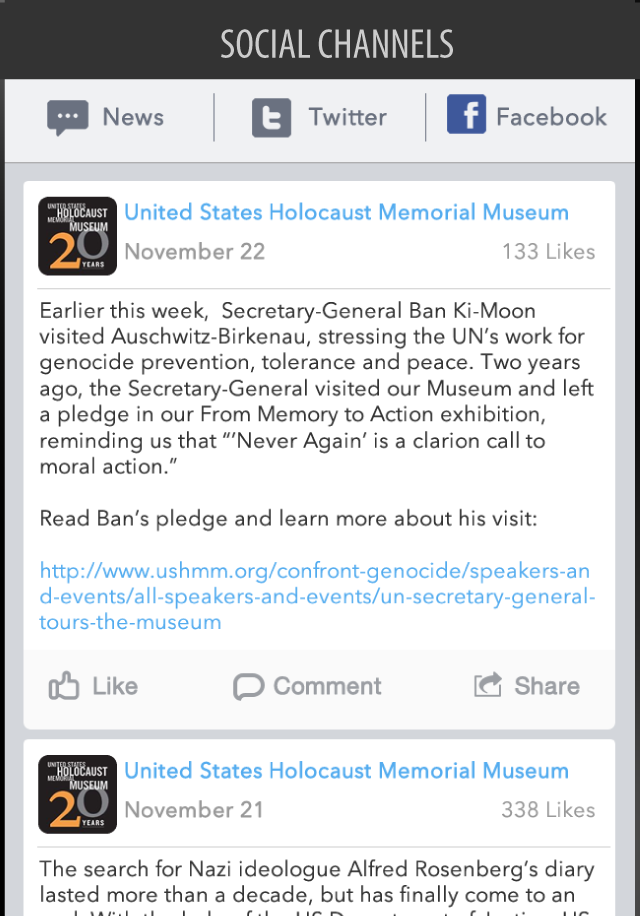 SOCIAL CHANNELS
News
Twitter
Facebook
UNITED STATES
HOLOCAUST
MEMORIAL
MUSEUM
20
YEARS
United States Holocaust Memorial Museum
November 22
133 Likes
Earlier this week,  Secretary-General Ban Ki-Moon
visited Auschwitz-Birkenau, stressing the UN’s work for
genocide prevention, tolerance and peace. Two years
ago, the Secretary-General visited our Museum and left
a pledge in our From Memory to Action exhibition,
reminding us that “’Never Again’ is a clarion call to
moral action.”
Read Ban’s pledge and learn more about his visit:
http://www.ushmm.org/confront-genocide/speakers-an
d-events/all-speakers-and-events/un-secretary-general-
tours-the-museum
Like
Comment
Share
UNITED STATES
HOLOCAUST
MEMORIAL
MUSEUM
20
YEARS
United States Holocaust Memorial Museum
November 21
338 Likes
The search for Nazi ideologue Alfred Rosenberg’s diary
lasted more than a decade, but has finally come to an